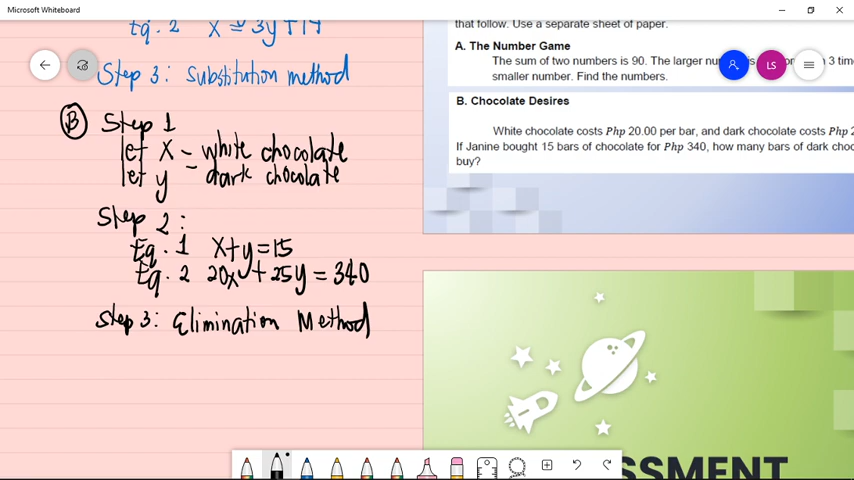 Microsoft Whiteboard
Eq. 2 x = 3y + 14
Step 3: Substitution method
B Step 1
let x - white chocolate
let y - dark chocolate
Step 2:
Eq. 1 x+y=15
Eq. 2 20x + 25y = 340
Step 3: Elimination Method
that follow. Use a separate sheet of paper.
A. The Number Game
The sum of two numbers is 90. The larger 3
smaller number. Find the numbers.
LS
B. Chocolate Desires
White chocolate costs Php 20.00 per bar, and dark chocolate costs Php 2
If Janine bought 15 bars of chocolate for Php 340, how many bars of dark
buy?
SSMENT